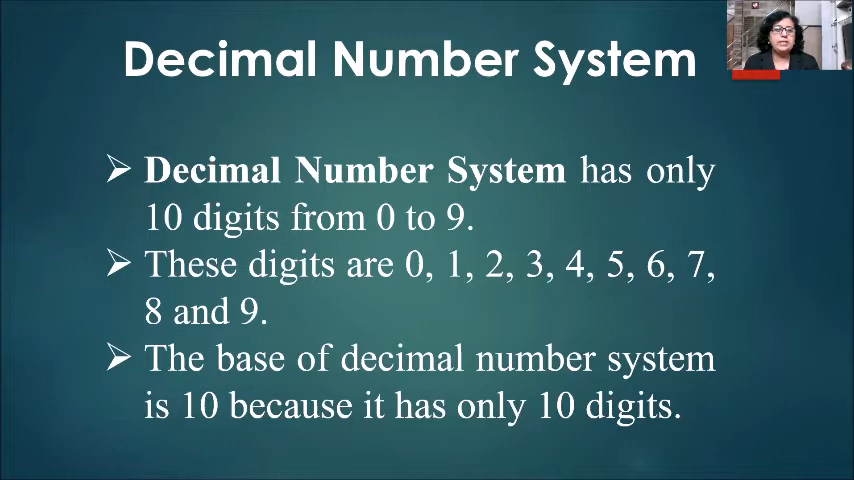 Decimal Number System
➢ Decimal Number System has only
10 digits from 0 to 9.
➢ These digits are 0, 1, 2, 3, 4, 5, 6, 7,
8 and 9.
➢ The base of decimal number system
is 10 because it has only 10 digits.